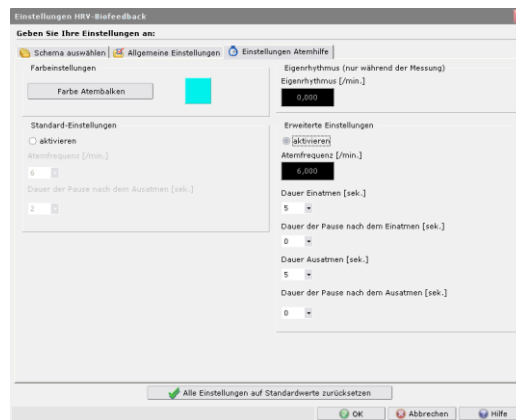 Einstellungen HRV-Biofeedback
Geben Sie Ihre Einstellungen an:
Schema auswählen
Allgemeine Einstellungen
Einstellungen Atemhilfe
Farbeinstellungen
Farbe Atembalken
Standard-Einstellungen
aktivieren
Atemfrequenz [/min.]
6
Dauer der Pause nach dem Ausatmen [sek.]
2
Eigenrhythmus (nur während der Messung)
Eigenrhythmus [/min.]
0,000
Erweiterte Einstellungen
aktivieren
Atemfrequenz [/min.]
6,000
Dauer Einatmen [sek.]
5
Dauer der Pause nach dem Einatmen [sek.]
0
Dauer Ausatmen [sek.]
5
Dauer der Pause nach dem Ausatmen [sek.]
0
Alle Einstellungen auf Standardwerte zurücksetzen
OK
Abbrechen
Hilfe